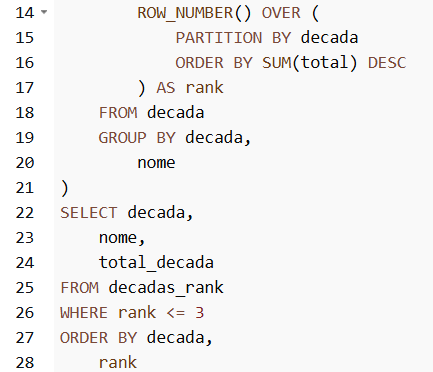 14 ROW_NUMBER() OVER (
15 PARTITION BY decada
16 ORDER BY SUM(total) DESC
17 ) AS rank
18 FROM decada
19 GROUP BY decada,
20 nome
21 )
22 SELECT decada,
23 nome,
24 total_decada
25 FROM decadas_rank
26 WHERE rank <= 3
27 ORDER BY decada,
28 rank